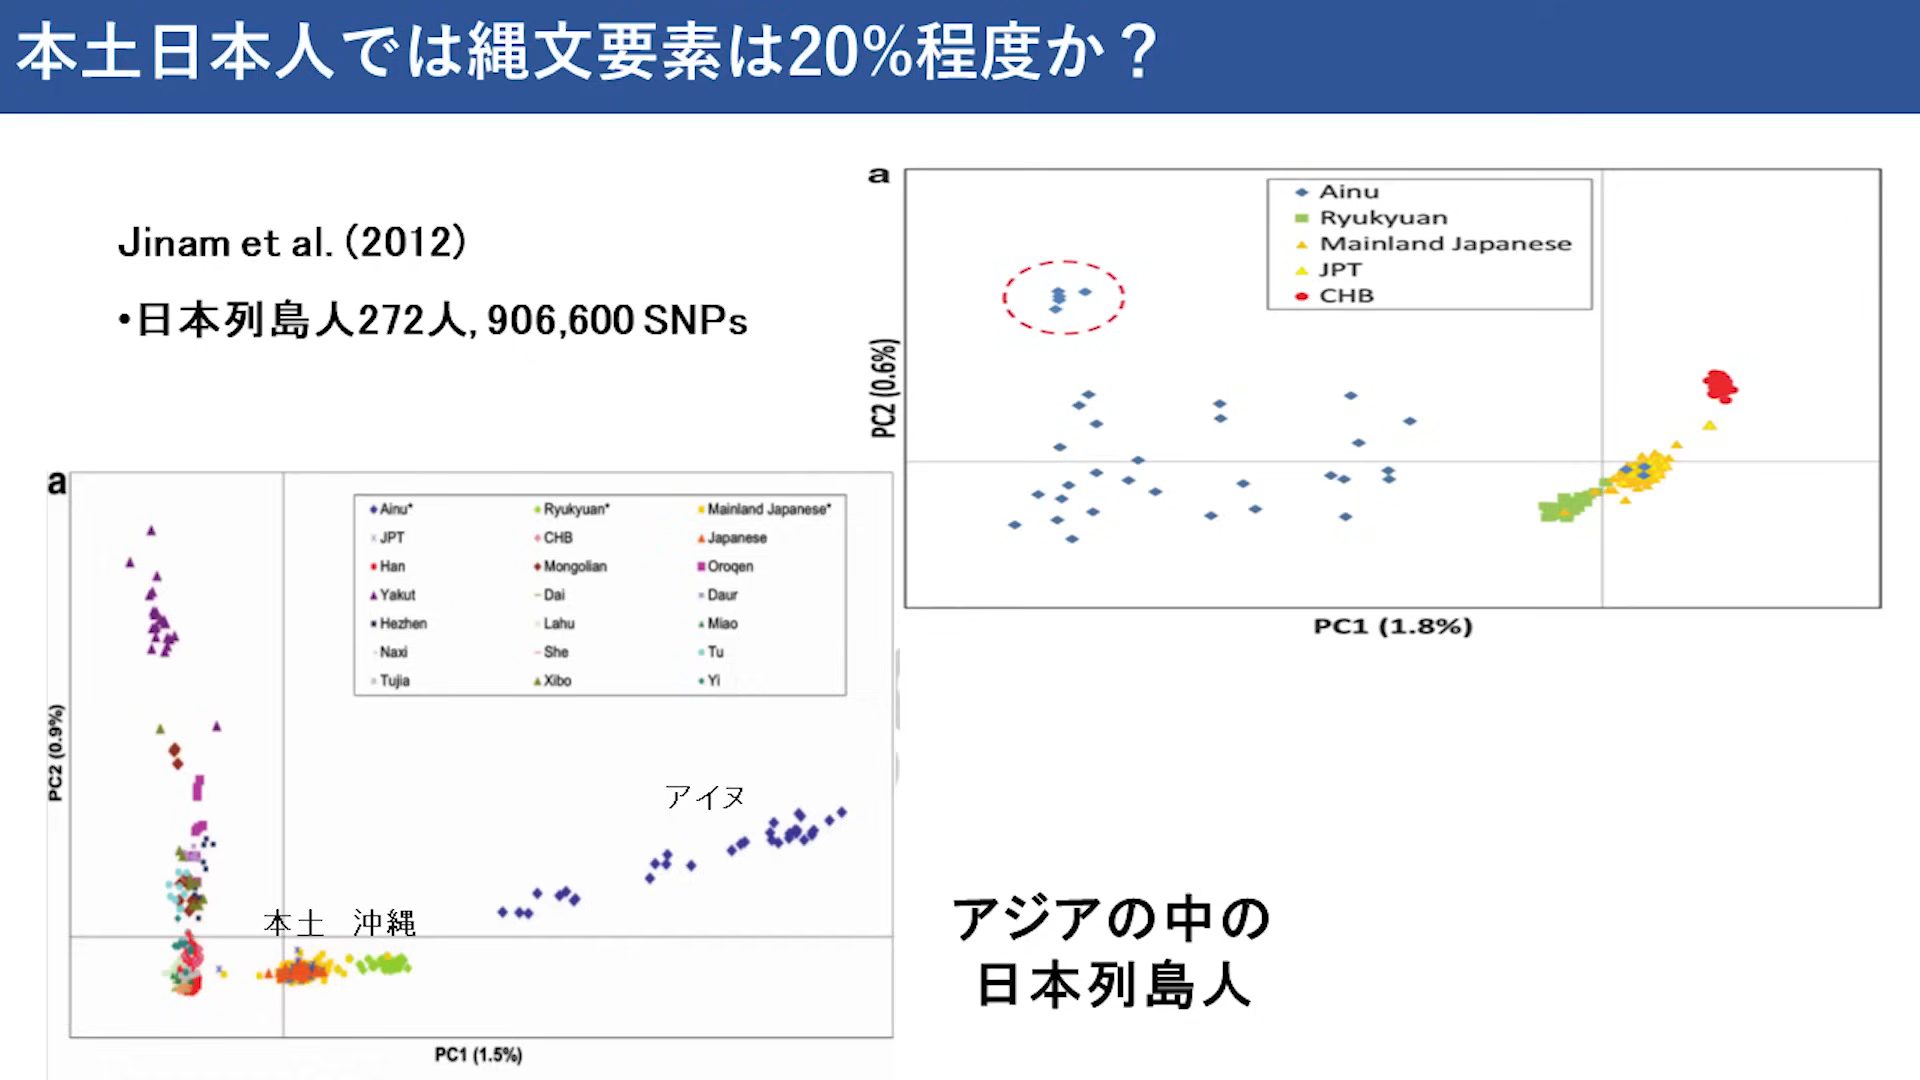 本土日本人では縄文要素は20%程度か？
Jinam et al. (2012)
•日本列島人272人, 906,600 SNPs
a
Ainu
Ryukyuan
Mainland Japanese
JPT
CHB
PC2 (0.6%)
PC1 (1.8%)
a
Ainu* Ryukyuan* Mainland Japanese*
JPT CHB Japanese
Han Mongolian Oroqen
Yakut Dai Daur
Hezhen Lahu Miao
Naxi She Tu
Tujia Xibo Yi
アイヌ
本土 沖縄
PC2 (0.9%)
PC1 (1.5%)
アジアの中の
日本列島人